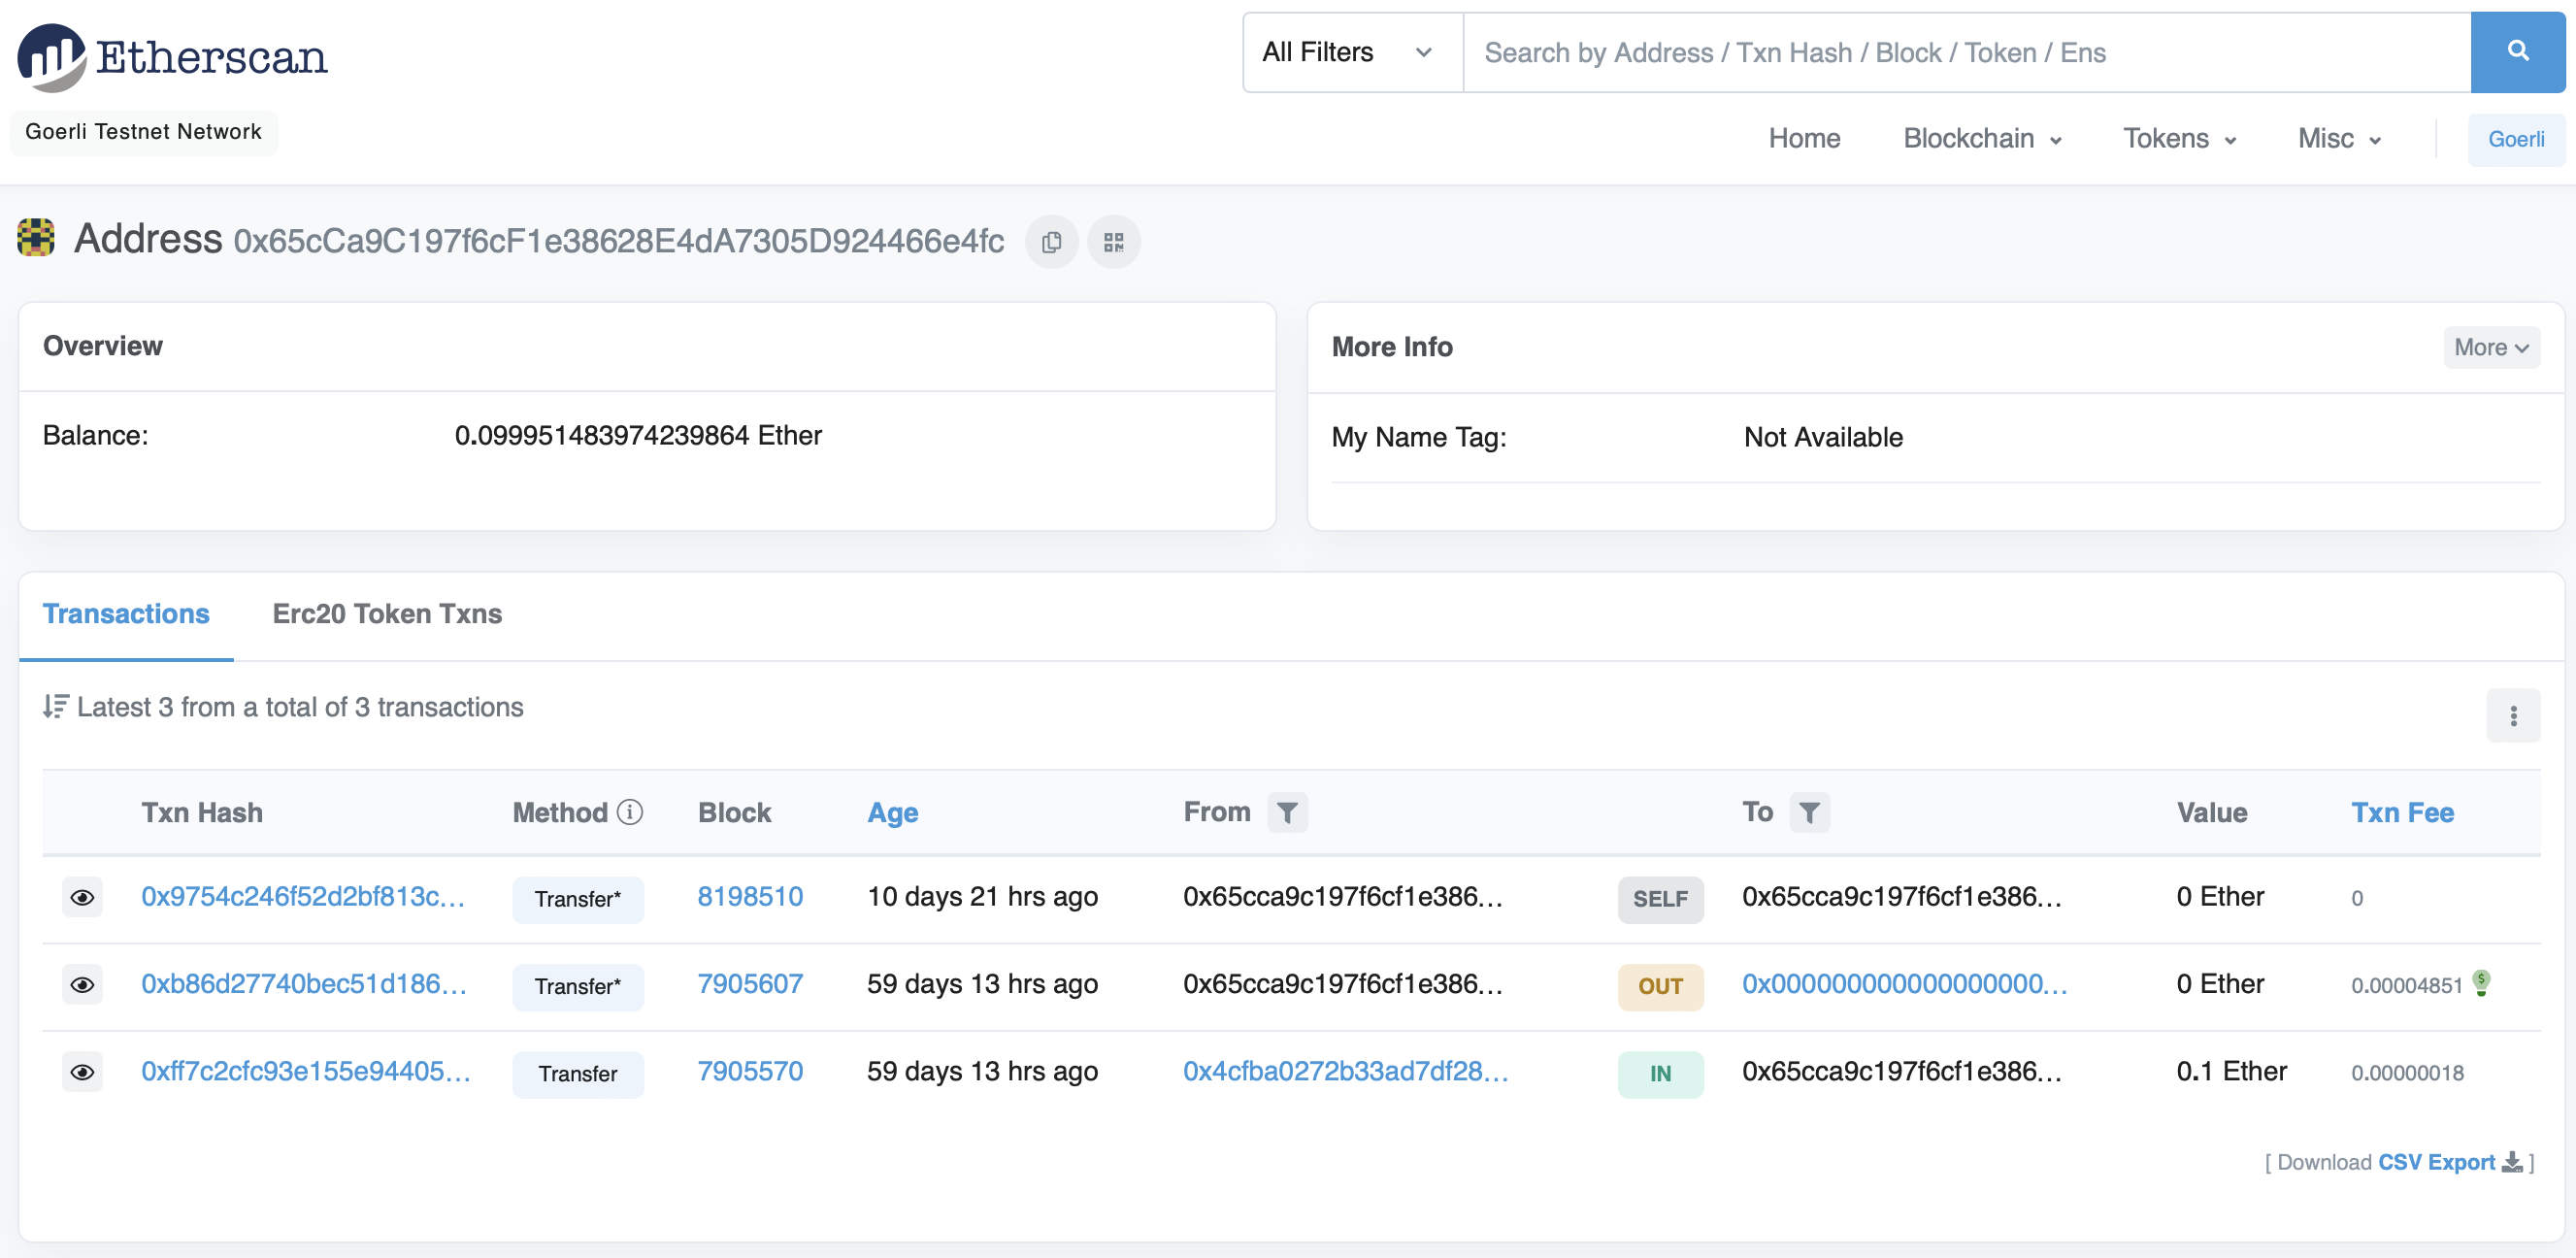 Etherscan
All Filters Search by Address / Txn Hash / Block / Token / Ens
Goerli Testnet Network
Home Blockchain Tokens Misc Goerli
Address 0x65cCa9C197f6cF1e38628E4dA7305D924466e4fc
Overview
Balance: 0.099951483974239864 Ether
More Info More
My Name Tag: Not Available
Transactions Erc20 Token Txns
Latest 3 from a total of 3 transactions
Txn Hash Method Block Age From To Value Txn Fee
0x9754c246f52d2bf813c... Transfer* 8198510 10 days 21 hrs ago 0x65cca9c197f6cf1e386... SELF 0x65cca9c197f6cf1e386... 0 Ether 0
0xb86d27740bec51d186... Transfer* 7905607 59 days 13 hrs ago 0x65cca9c197f6cf1e386... OUT 0x000000000000000000... 0 Ether 0.00004851
0xff7c2cfc93e155e94405... Transfer 7905570 59 days 13 hrs ago 0x4cfba0272b33ad7df28... IN 0x65cca9c197f6cf1e386... 0.1 Ether 0.00000018
[ Download CSV Export ]